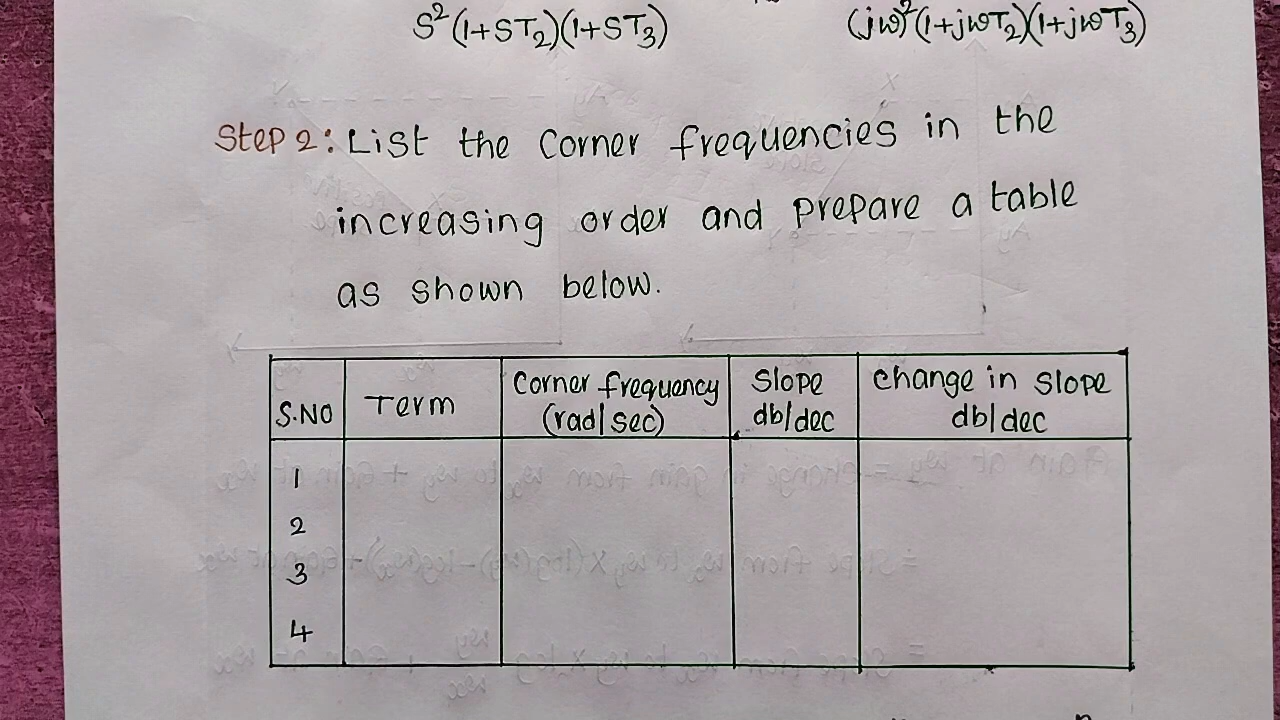 S²(1+ST₂)(1+ST₃) (jω)²(1+jωT₂)(1+jωT₃)
Step 2: List the Corner frequencies in the
increasing order and prepare a table
as shown below.
S.NO Term Corner frequency (rad/sec) Slope db/dec change in slope db/dec
1
2
3
4